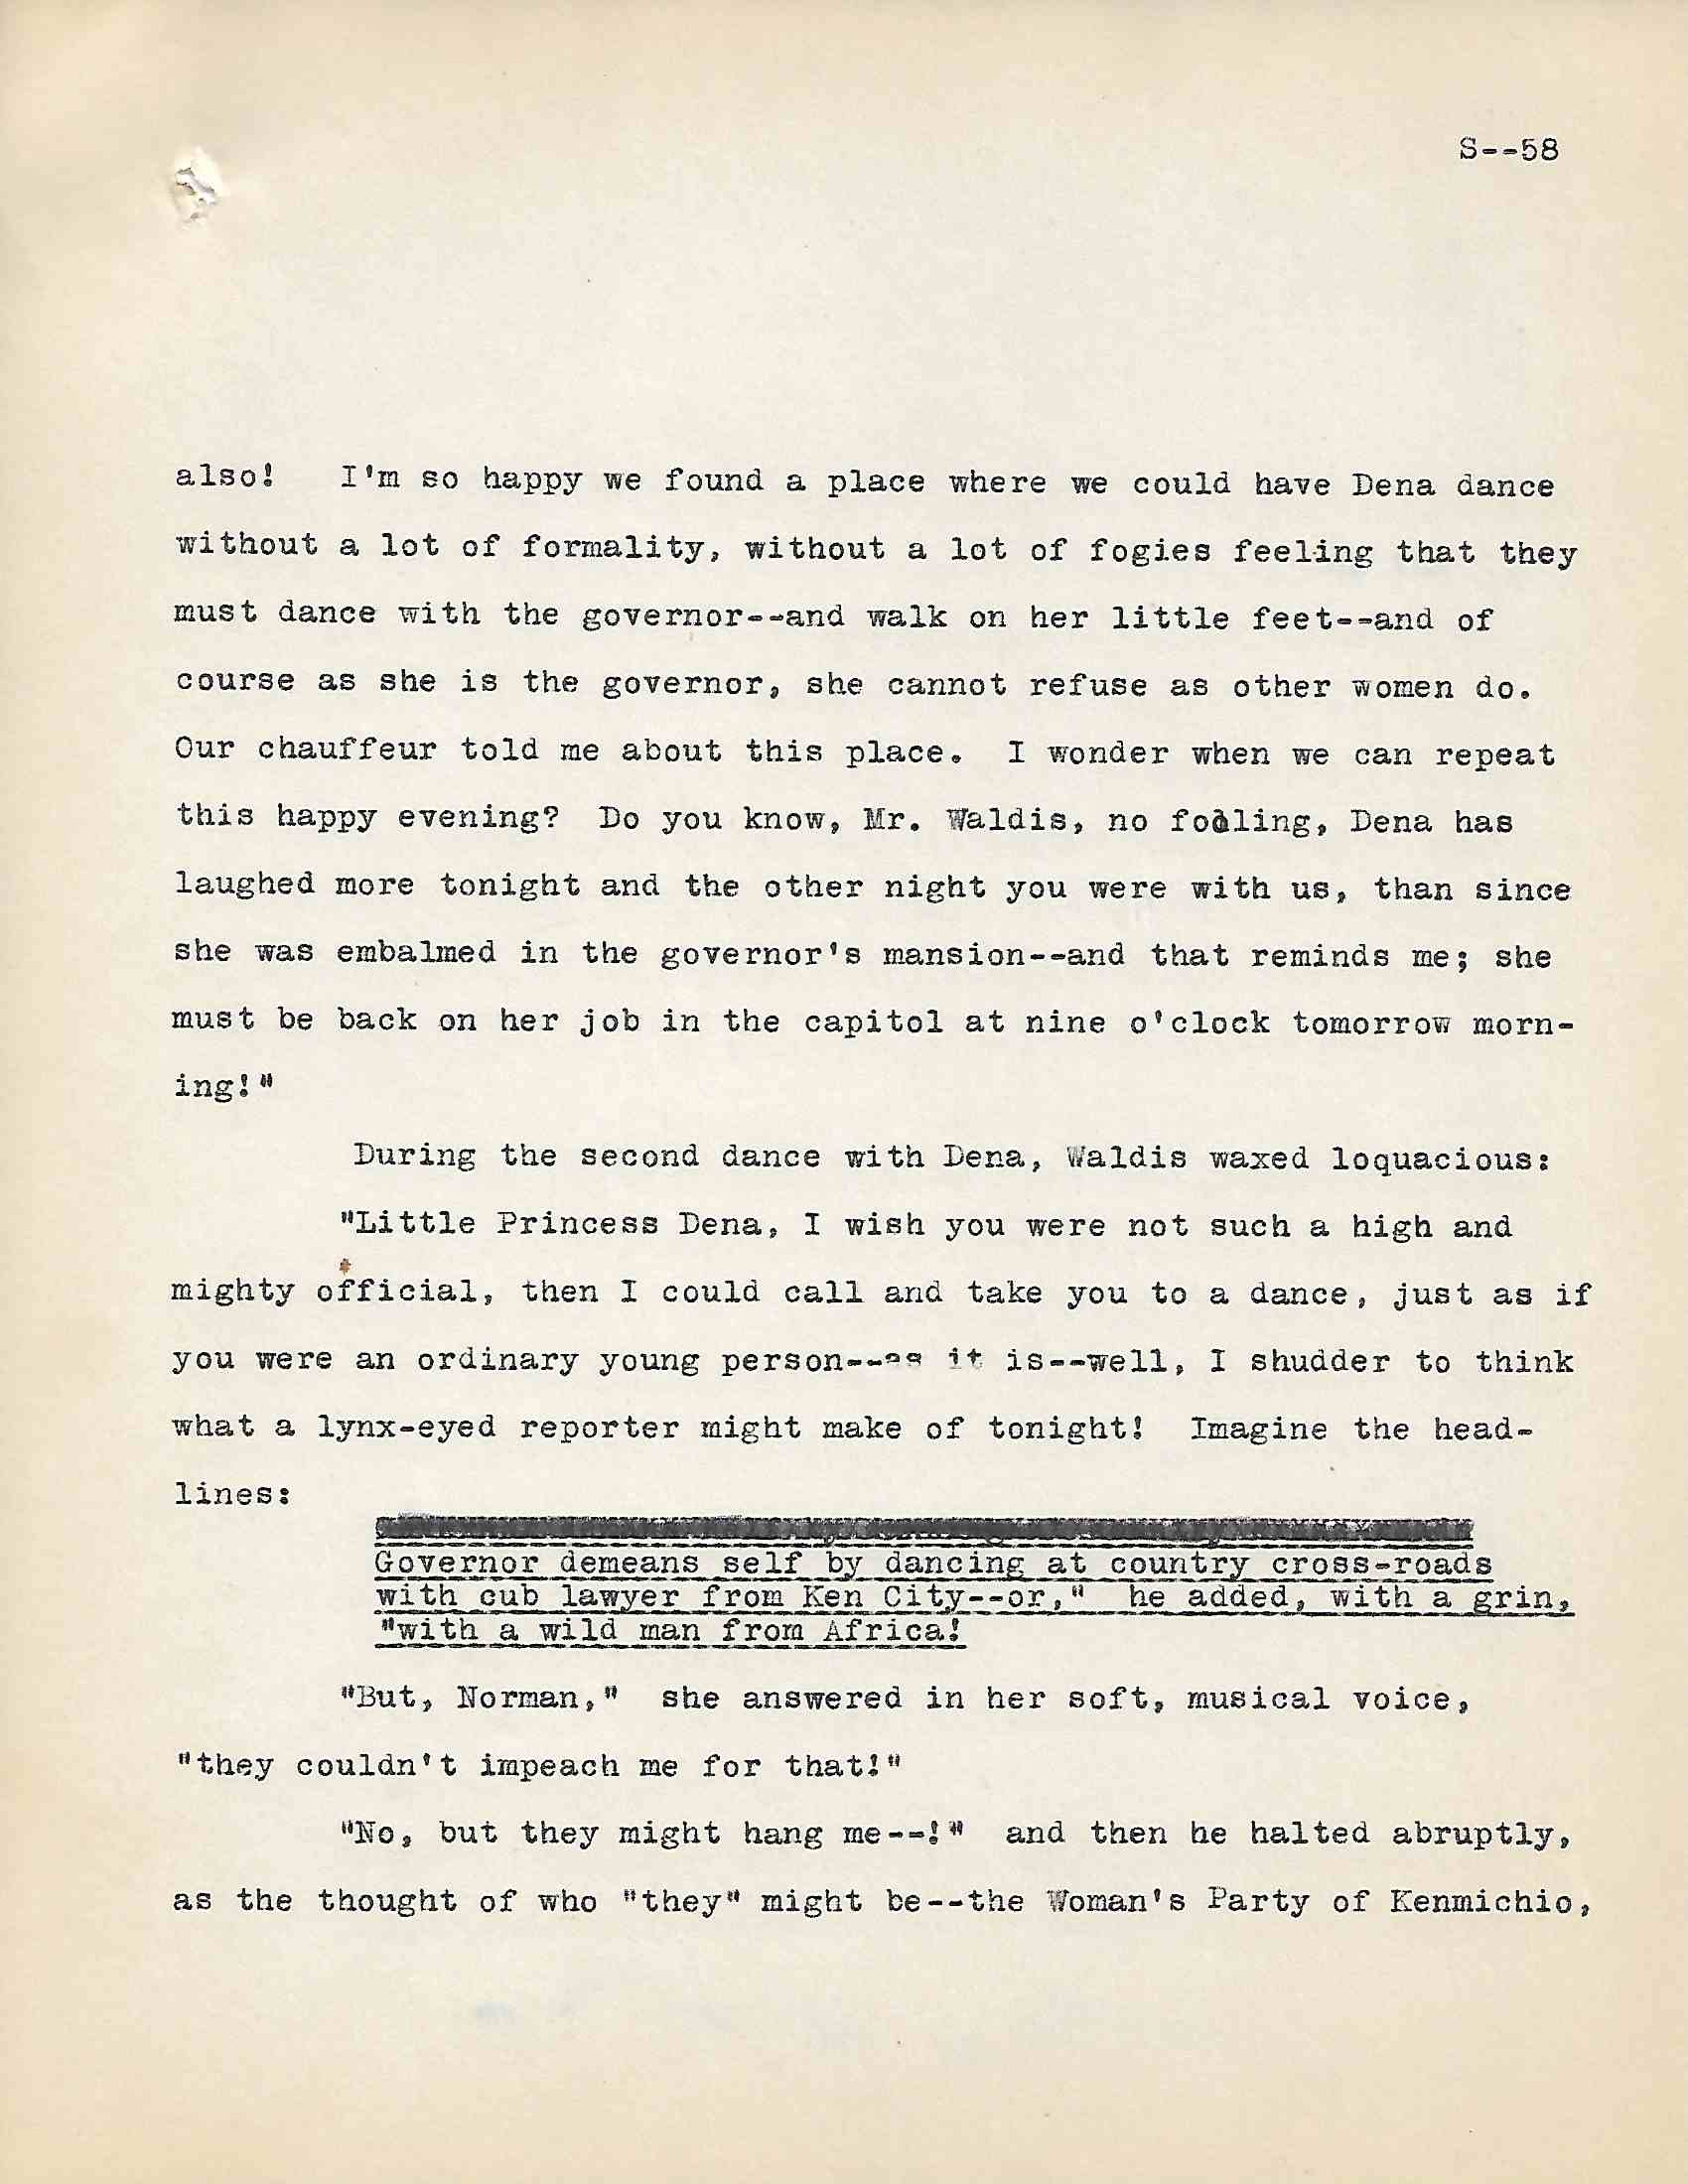 S--58
also!   I'm so happy we found a place where we could have Dena dance
without a lot of formality, without a lot of fogies feeling that they
must dance with the governor--and walk on her little feet--and of
course as she is the governor, she cannot refuse as other women do.
Our chauffeur told me about this place.  I wonder when we can repeat
this happy evening?  Do you know, Mr. Waldis, no fooling, Dena has
laughed more tonight and the other night you were with us, than since
she was embalmed in the governor's mansion--and that reminds me; she
must be back on her job in the capitol at nine o'clock tomorrow morn-
ing!"
During the second dance with Dena, Waldis waxed loquacious:
"Little Princess Dena, I wish you were not such a high and
mighty official, then I could call and take you to a dance, just as if
you were an ordinary young person--as it is--well, I shudder to think
what a lynx-eyed reporter might make of tonight!  Imagine the head-
lines:
Governor demeans self by dancing at country cross-roads
with cub lawyer from Ken City--or,"  he added, with a grin,
"with a wild man from Africa!
"But, Norman,"  she answered in her soft, musical voice,
"they couldn't impeach me for that!"
"No, but they might hang me--!"  and then he halted abruptly,
as the thought of who "they" might be--the Woman's Party of Kenmichio,